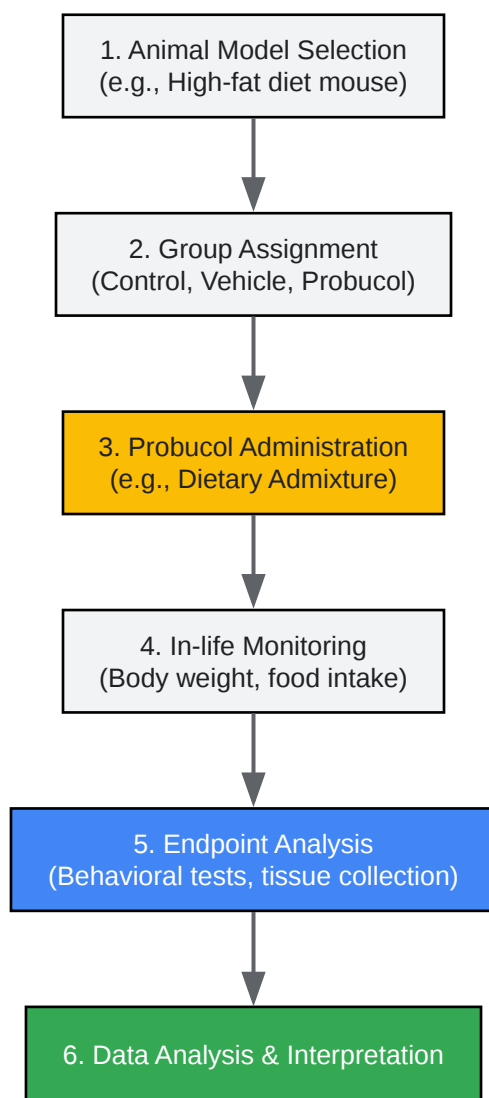 1. Animal Model Selection
(e.g., High-fat diet mouse)
2. Group Assignment
(Control, Vehicle, Probucol)
3. Probucol Administration
(e.g., Dietary Admixture)
4. In-life Monitoring
(Body weight, food intake)
5. Endpoint Analysis
(Behavioral tests, tissue collection)
6. Data Analysis & Interpretation